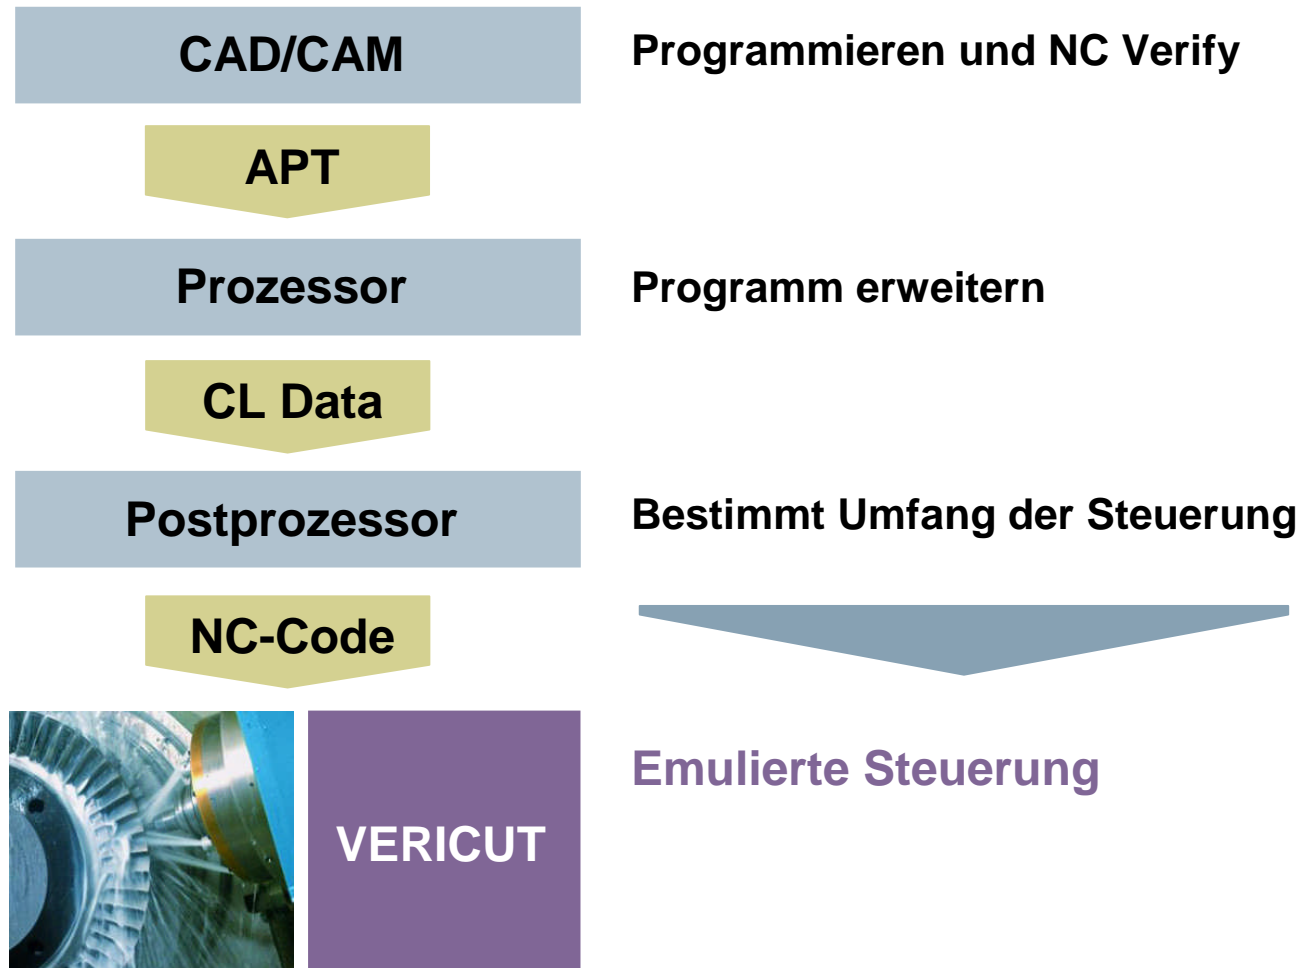 CAD/CAM
Programmieren und NC Verify
APT
Prozessor
Programm erweitern
CL Data
Postprozessor
Bestimmt Umfang der Steuerung
NC-Code
VERICUT
Emulierte Steuerung